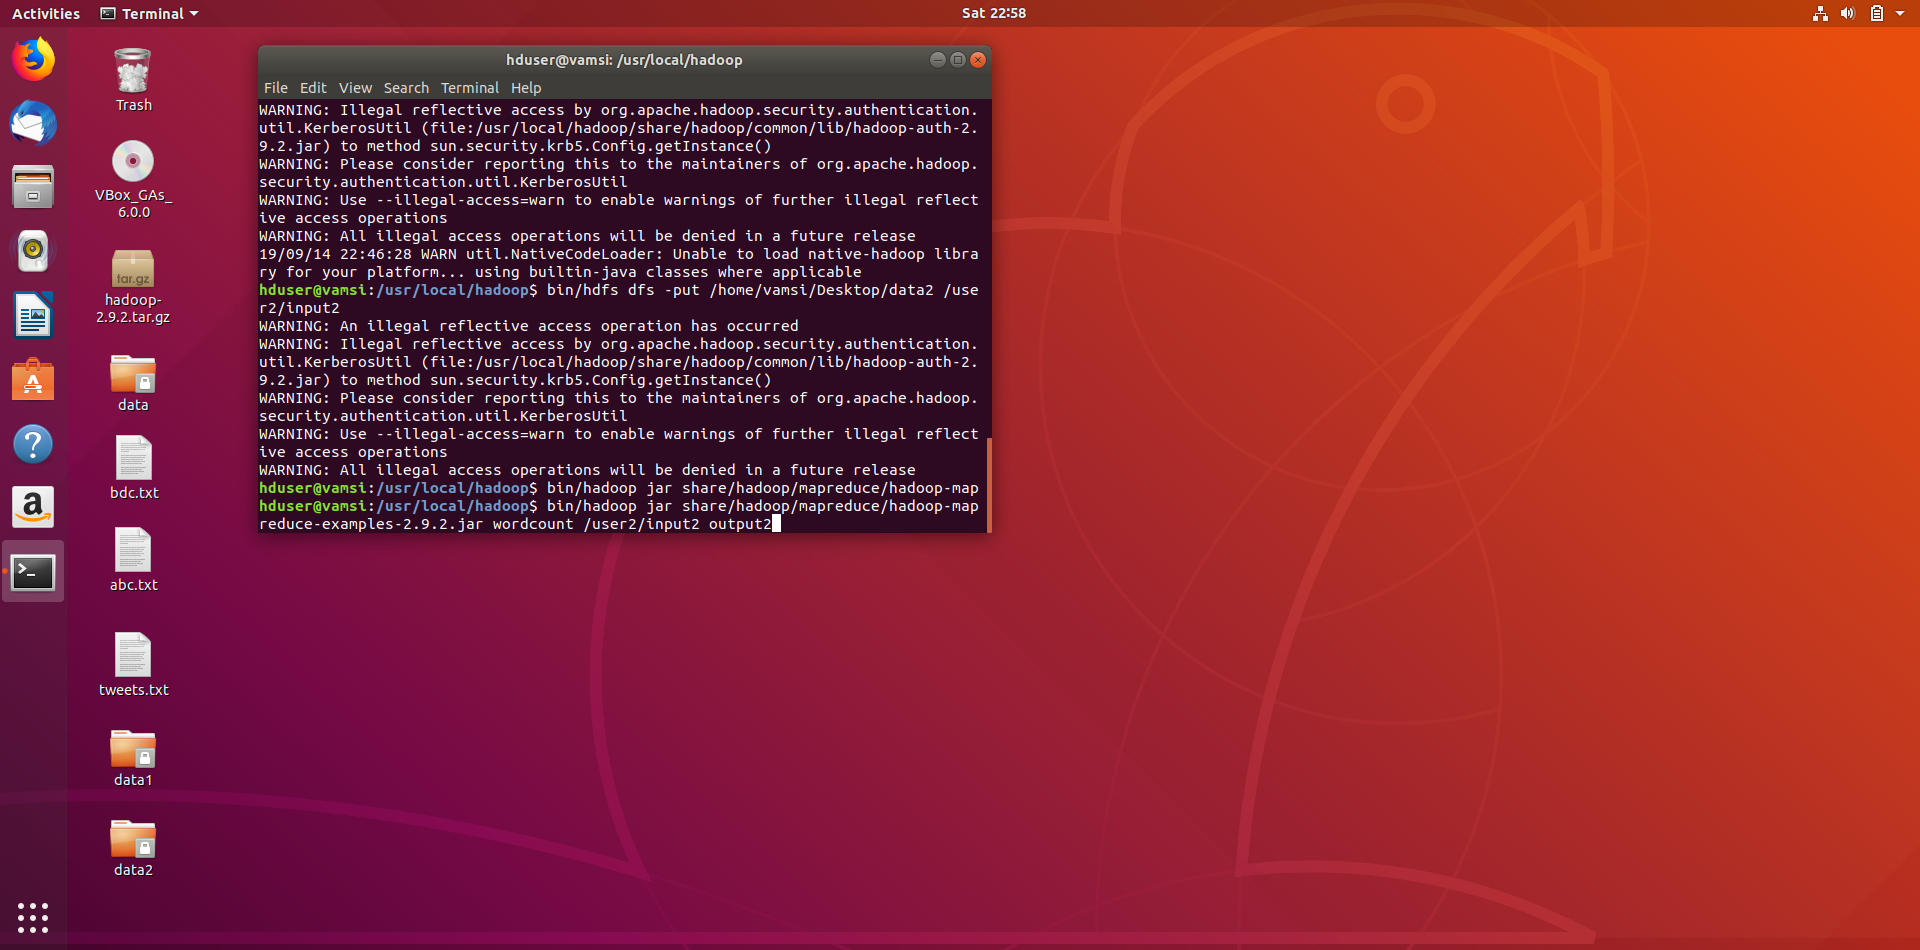 Activities
Terminal
Sat 22:58
Trash
VBox_GAs_
6.0.0
tar.gz
hadoop-
2.9.2.tar.gz
data
bdc.txt
abc.txt
tweets.txt
data1
data2
hduser@vamsi: /usr/local/hadoop
File Edit View Search Terminal Help
WARNING: Illegal reflective access by org.apache.hadoop.security.authentication.
util.KerberosUtil (file:/usr/local/hadoop/share/hadoop/common/lib/hadoop-auth-2.
9.2.jar) to method sun.security.krb5.Config.getInstance()
WARNING: Please consider reporting this to the maintainers of org.apache.hadoop.
security.authentication.util.KerberosUtil
WARNING: Use --illegal-access=warn to enable warnings of further illegal reflect
ive access operations
WARNING: All illegal access operations will be denied in a future release
19/09/14 22:46:28 WARN util.NativeCodeLoader: Unable to load native-hadoop libra
ry for your platform... using builtin-java classes where applicable
hduser@vamsi:/usr/local/hadoop$ bin/hdfs dfs -put /home/vamsi/Desktop/data2 /use
r2/input2
WARNING: An illegal reflective access operation has occurred
WARNING: Illegal reflective access by org.apache.hadoop.security.authentication.
util.KerberosUtil (file:/usr/local/hadoop/share/hadoop/common/lib/hadoop-auth-2.
9.2.jar) to method sun.security.krb5.Config.getInstance()
WARNING: Please consider reporting this to the maintainers of org.apache.hadoop.
security.authentication.util.KerberosUtil
WARNING: Use --illegal-access=warn to enable warnings of further illegal reflect
ive access operations
WARNING: All illegal access operations will be denied in a future release
hduser@vamsi:/usr/local/hadoop$ bin/hadoop jar share/hadoop/mapreduce/hadoop-map
hduser@vamsi:/usr/local/hadoop$ bin/hadoop jar share/hadoop/mapreduce/hadoop-map
reduce-examples-2.9.2.jar wordcount /user2/input2 output2